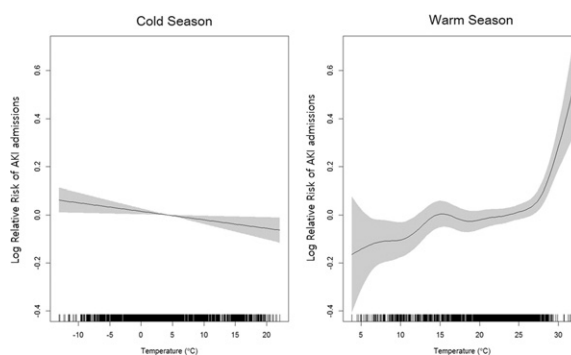 Cold Season
Warm Season
Log Relative Risk of AKI admissions
0.6
0.4
0.2
0.0
-0.2
-0.4
-10 -5 0 5 10 15 20
Temperature (°C)
Log Relative Risk of AKI admissions
0.6
0.4
0.2
0.0
-0.2
-0.4
5 10 15 20 25 30
Temperature (°C)